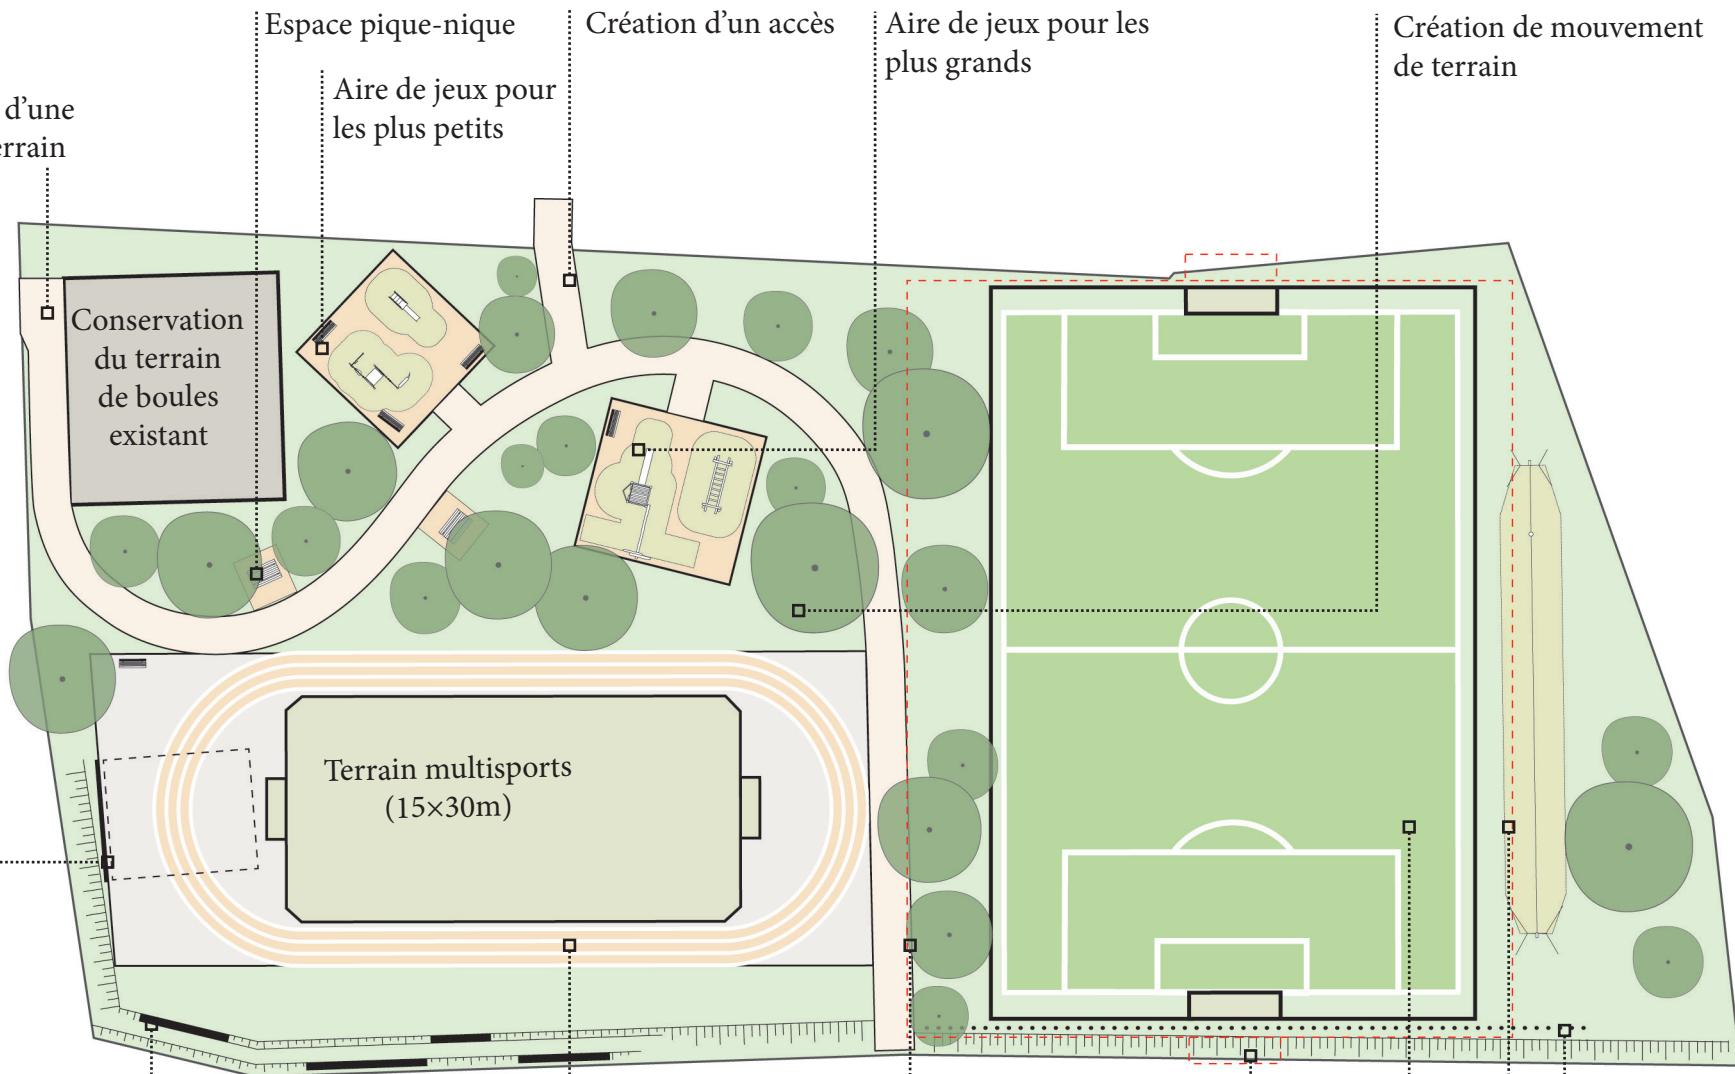 Espace pique-nique
Création d'un accès
Aire de jeux pour les
plus grands
Création de mouvement
de terrain
Aire de jeux pour
les plus petits
d'une
Conservation
du terrain
de boules
existant
Terrain multisports
(15×30m)